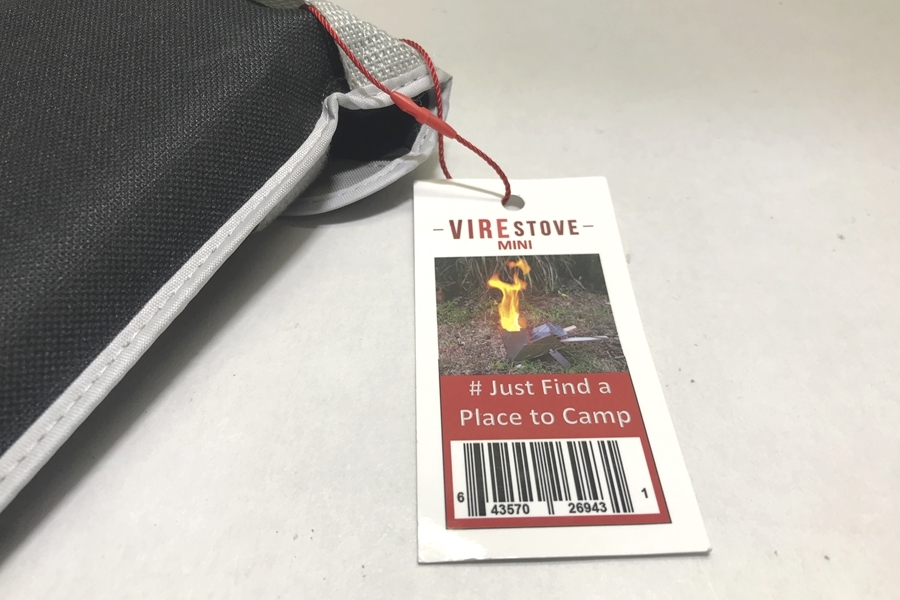 -VIRESTOVE-
MINI
# Just Find a
Place to Camp
6 43570 26943 1